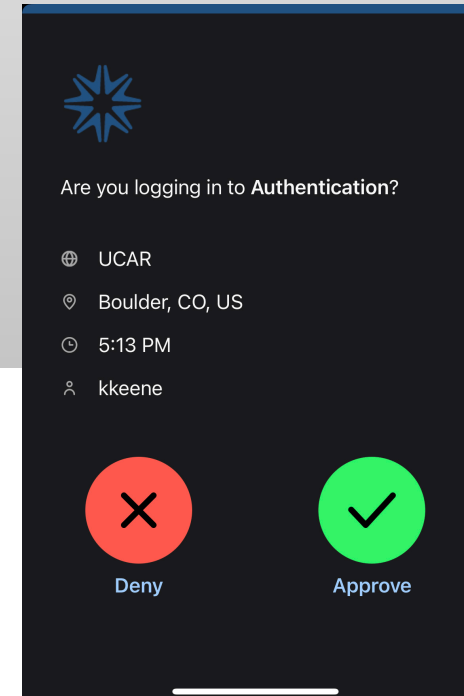 Are you logging in to Authentication?
UCAR
Boulder, CO, US
5:13 PM
kkeene
Deny
Approve